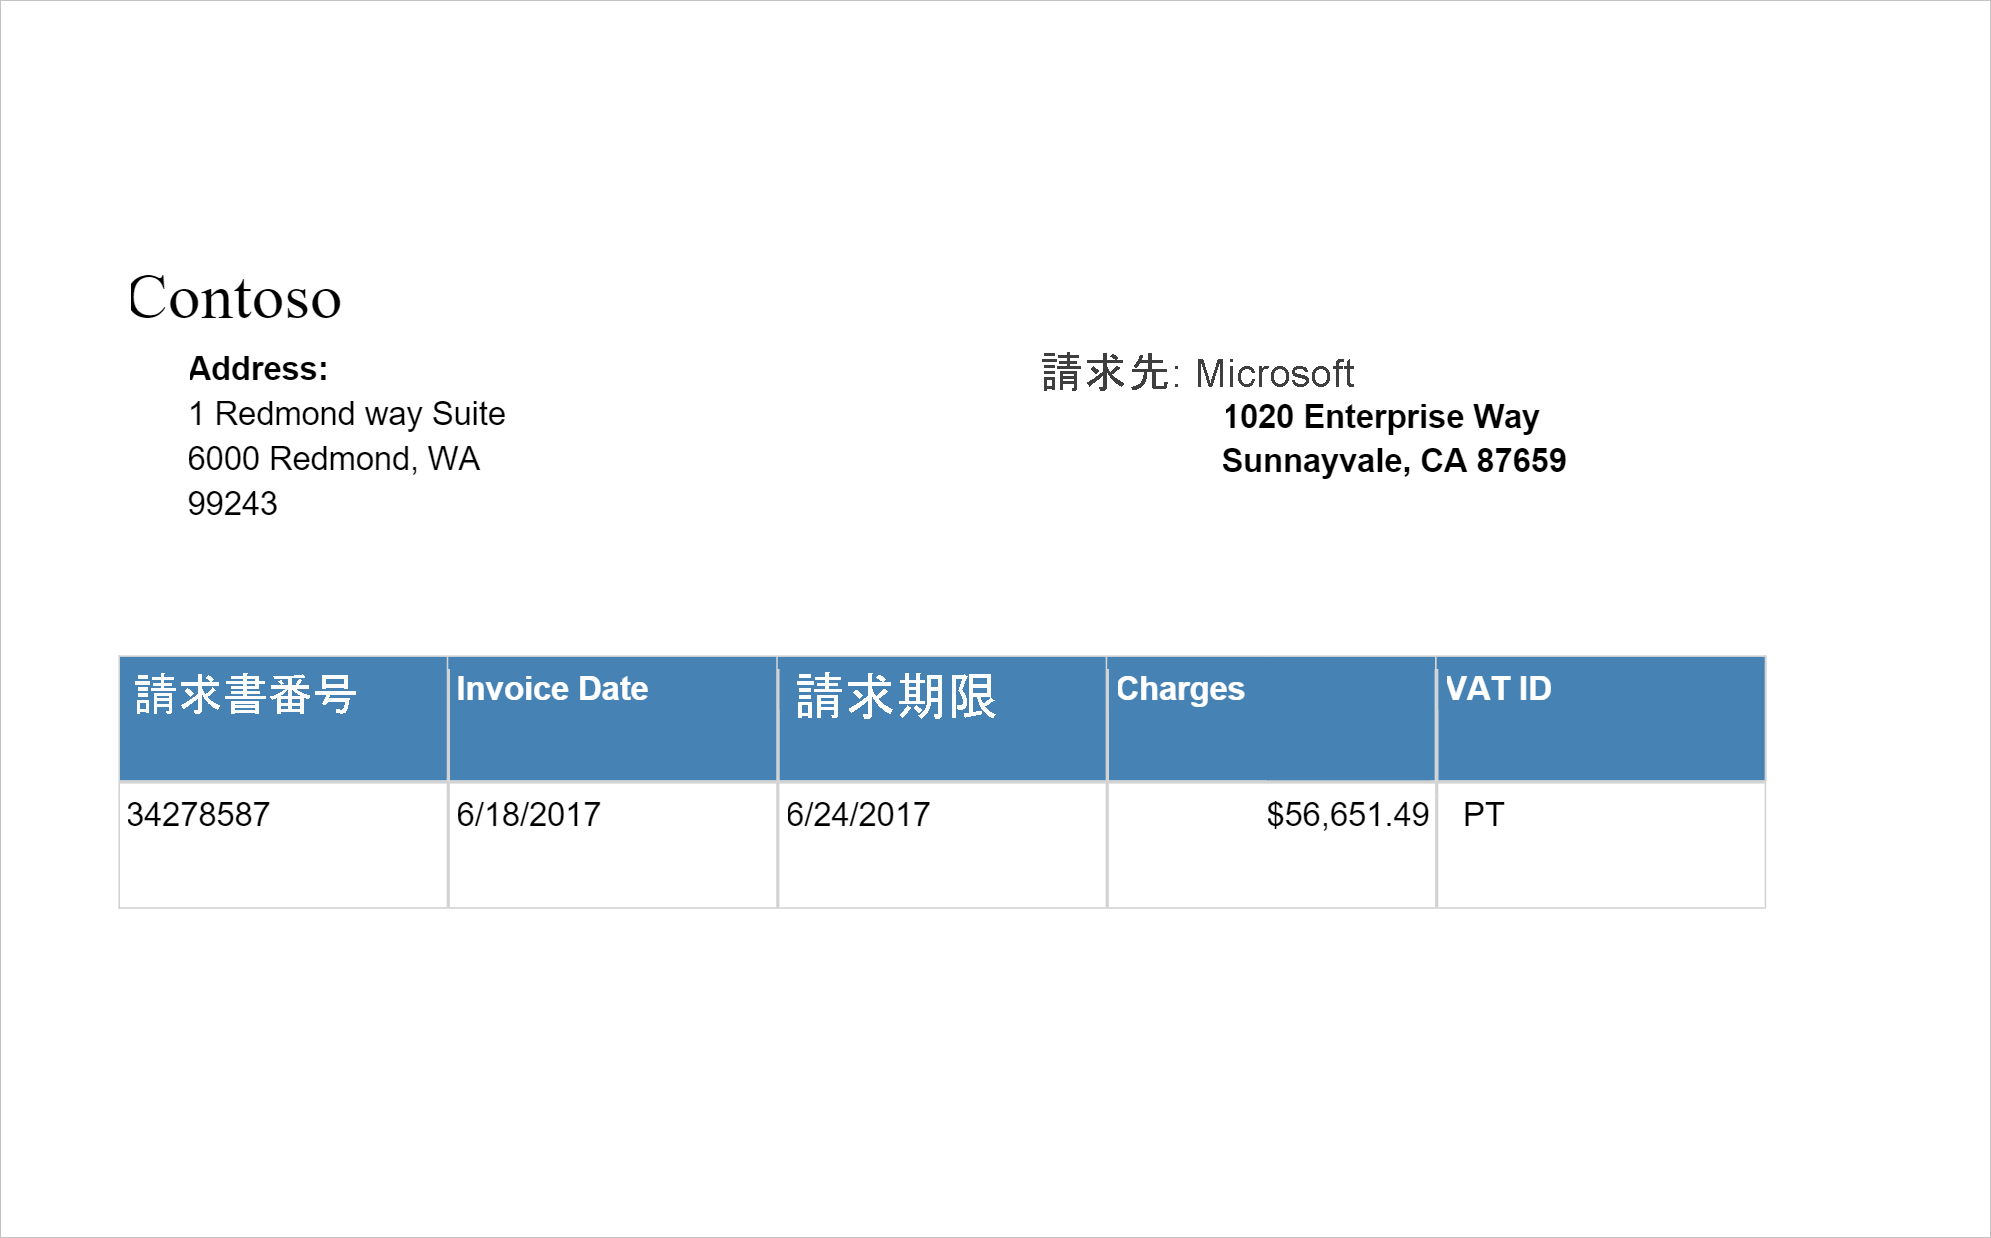 Contoso
Address:
1 Redmond way Suite
6000 Redmond, WA
99243
請求先: Microsoft
1020 Enterprise Way
Sunnayvale, CA 87659
請求書番号 Invoice Date 請求期限 Charges VAT ID
34278587 6/18/2017 6/24/2017 $56,651.49 PT